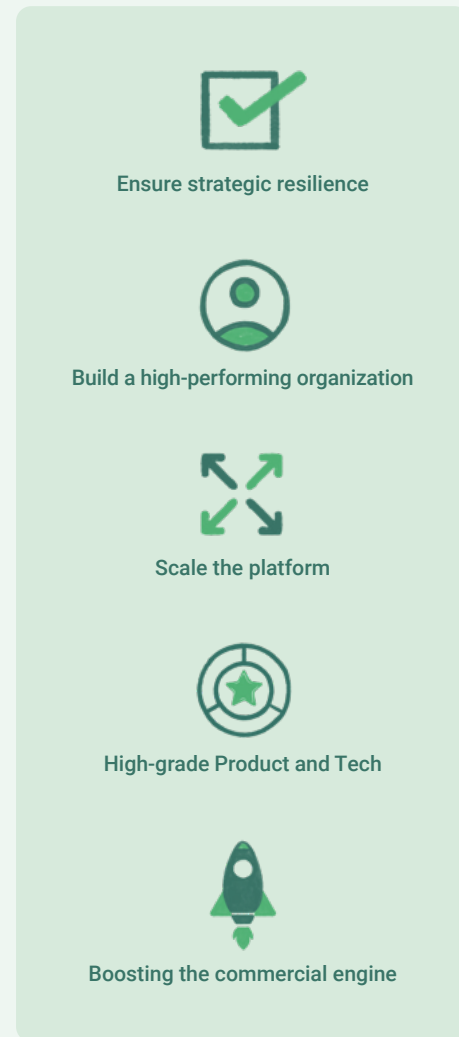 Ensure strategic resilience
Build a high-performing organization
Scale the platform
High-grade Product and Tech
Boosting the commercial engine